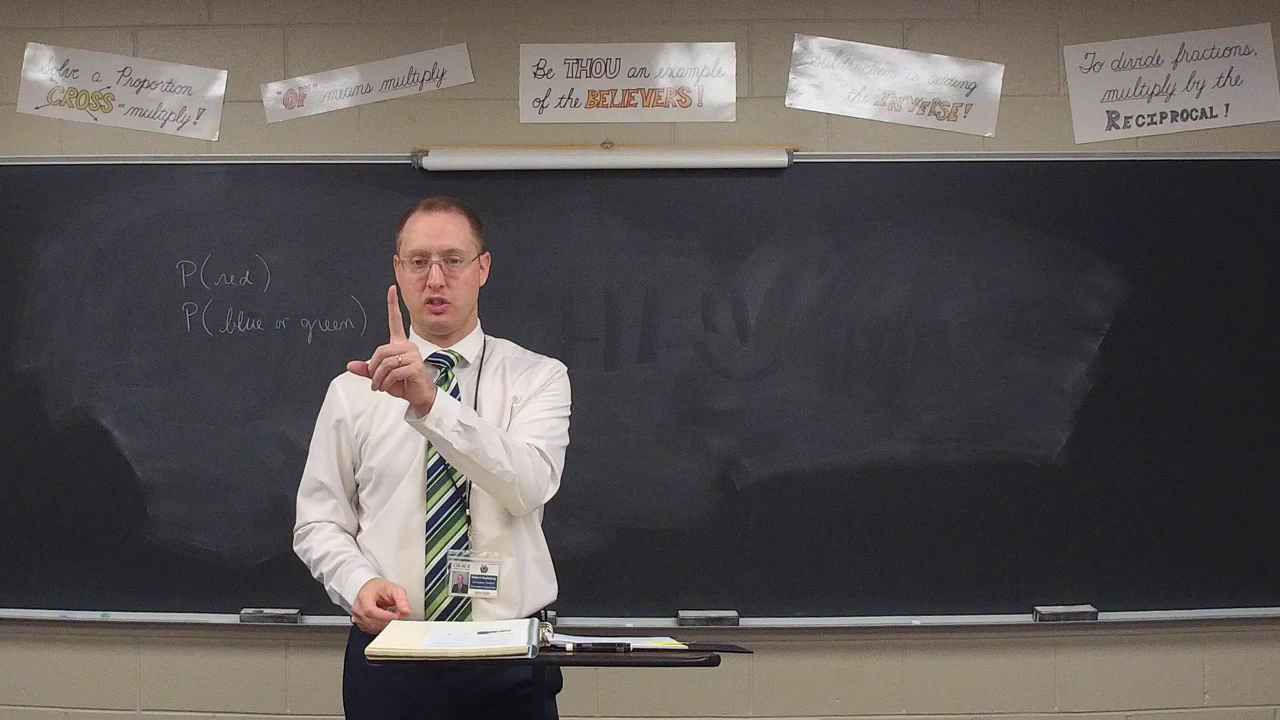 Solve a Proportion
CROSS-multiply!
"OF" means multiply
Be THOU an example
of the BELIEVERS!
Subtraction is adding
the INVERSE!
To divide fractions,
multiply by the
RECIPROCAL!
P(red)
P(blue or green)
GRACE